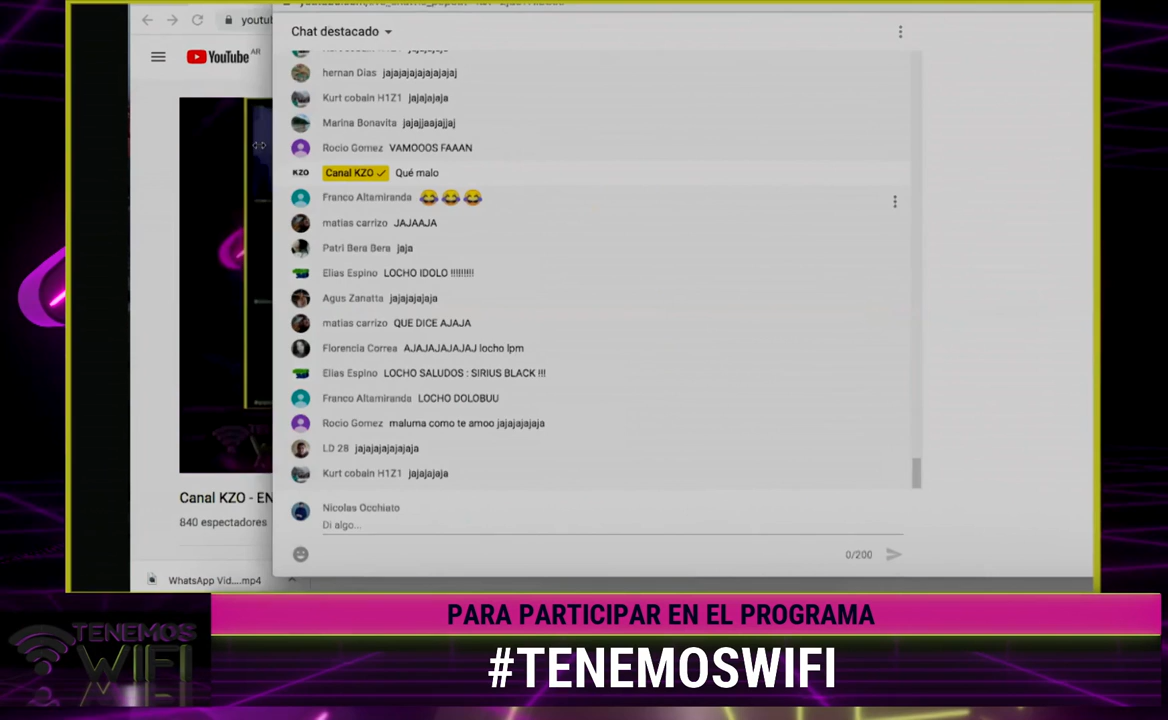 youtub
YouTube AR
Chat destacado
jajajaja
hernan Dias jajajajajajajajaj
Kurt cobain H1Z1 jajajajaja
Marina Bonavita jajajjaajajjaj
Rocio Gomez VAMOOOS FAAAN
KZO Canal KZO Qué malo
Franco Altamiranda 😂😂😂
matias carrizo JAJAAJA
Patri Bera Bera jaja
Elias Espino LOCHO IDOLO !!!!!!!!!
Agus Zanatta jajajajajaja
matias carrizo QUE DICE AJAJA
Florencia Correa AJAJAJAJAJAJ locho lpm
Elias Espino LOCHO SALUDOS : SIRIUS BLACK !!!
Franco Altamiranda LOCHO DOLOBUU
Rocio Gomez maluma como te amoo jajajajajaja
LD 28 jajajajajajajaja
Kurt cobain H1Z1 jajajajaja
Canal KZO - EN
840 espectadores
Nicolas Occhiato
Di algo...
0/200
WhatsApp Vid....mp4
PARA PARTICIPAR EN EL PROGRAMA
#TENEMOSWIFI
TENEMOS
WIFI